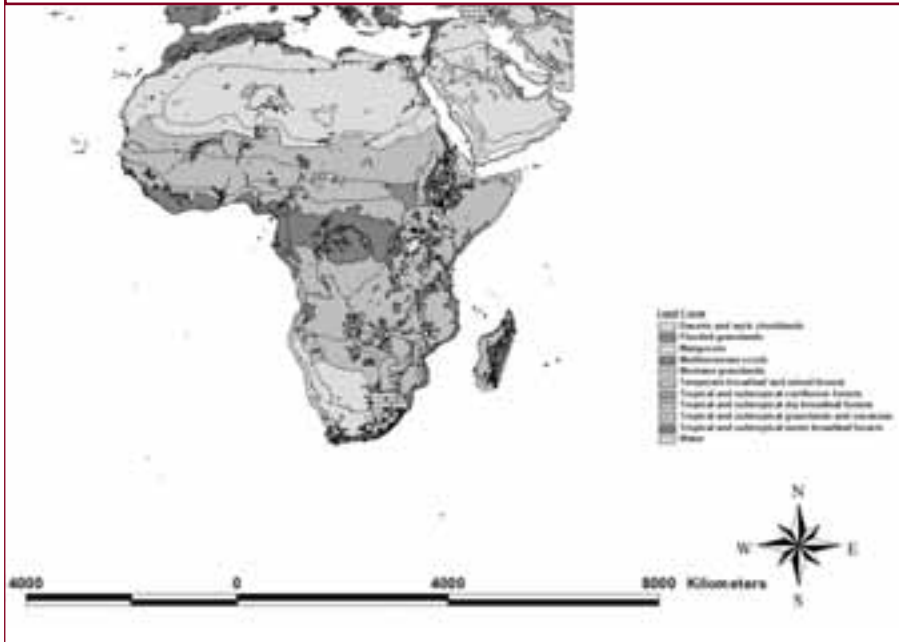 Land Cover
Deserts and xeric shrublands
Flooded grasslands
Mangroves
Mediterranean scrub
Montane grasslands
Temperate broadleaf and mixed forests
Tropical and subtropical coniferous forests
Tropical and subtropical dry broadleaf forests
Tropical and subtropical grasslands and savannas
Tropical and subtropical moist broadleaf forests
Water
N
W E
S
4000 0 4000 8000 Kilometers